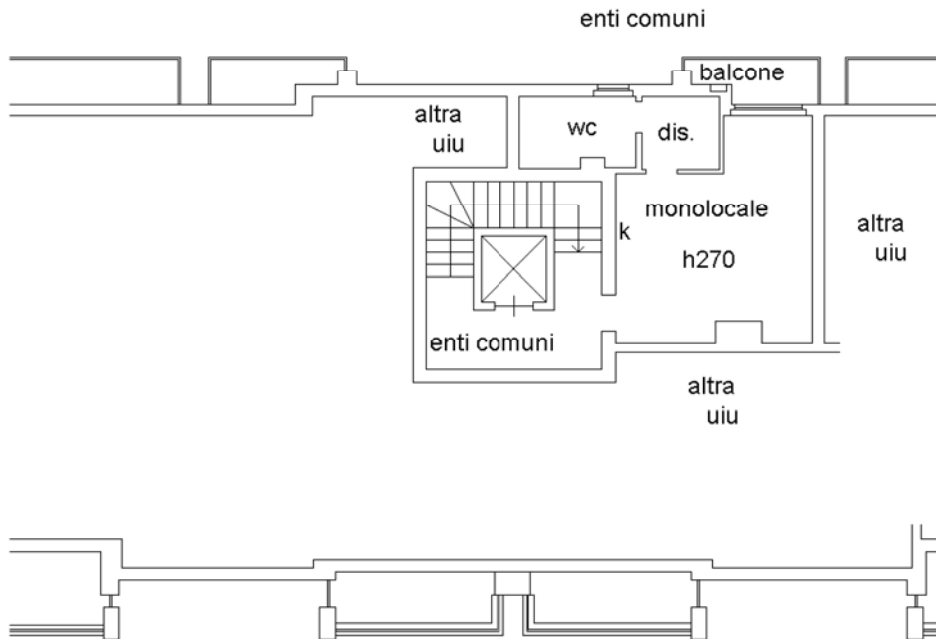 enti comuni
balcone
altra
uiu
wc
dis.
monolocale
k
h270
altra
uiu
enti comuni
altra
uiu